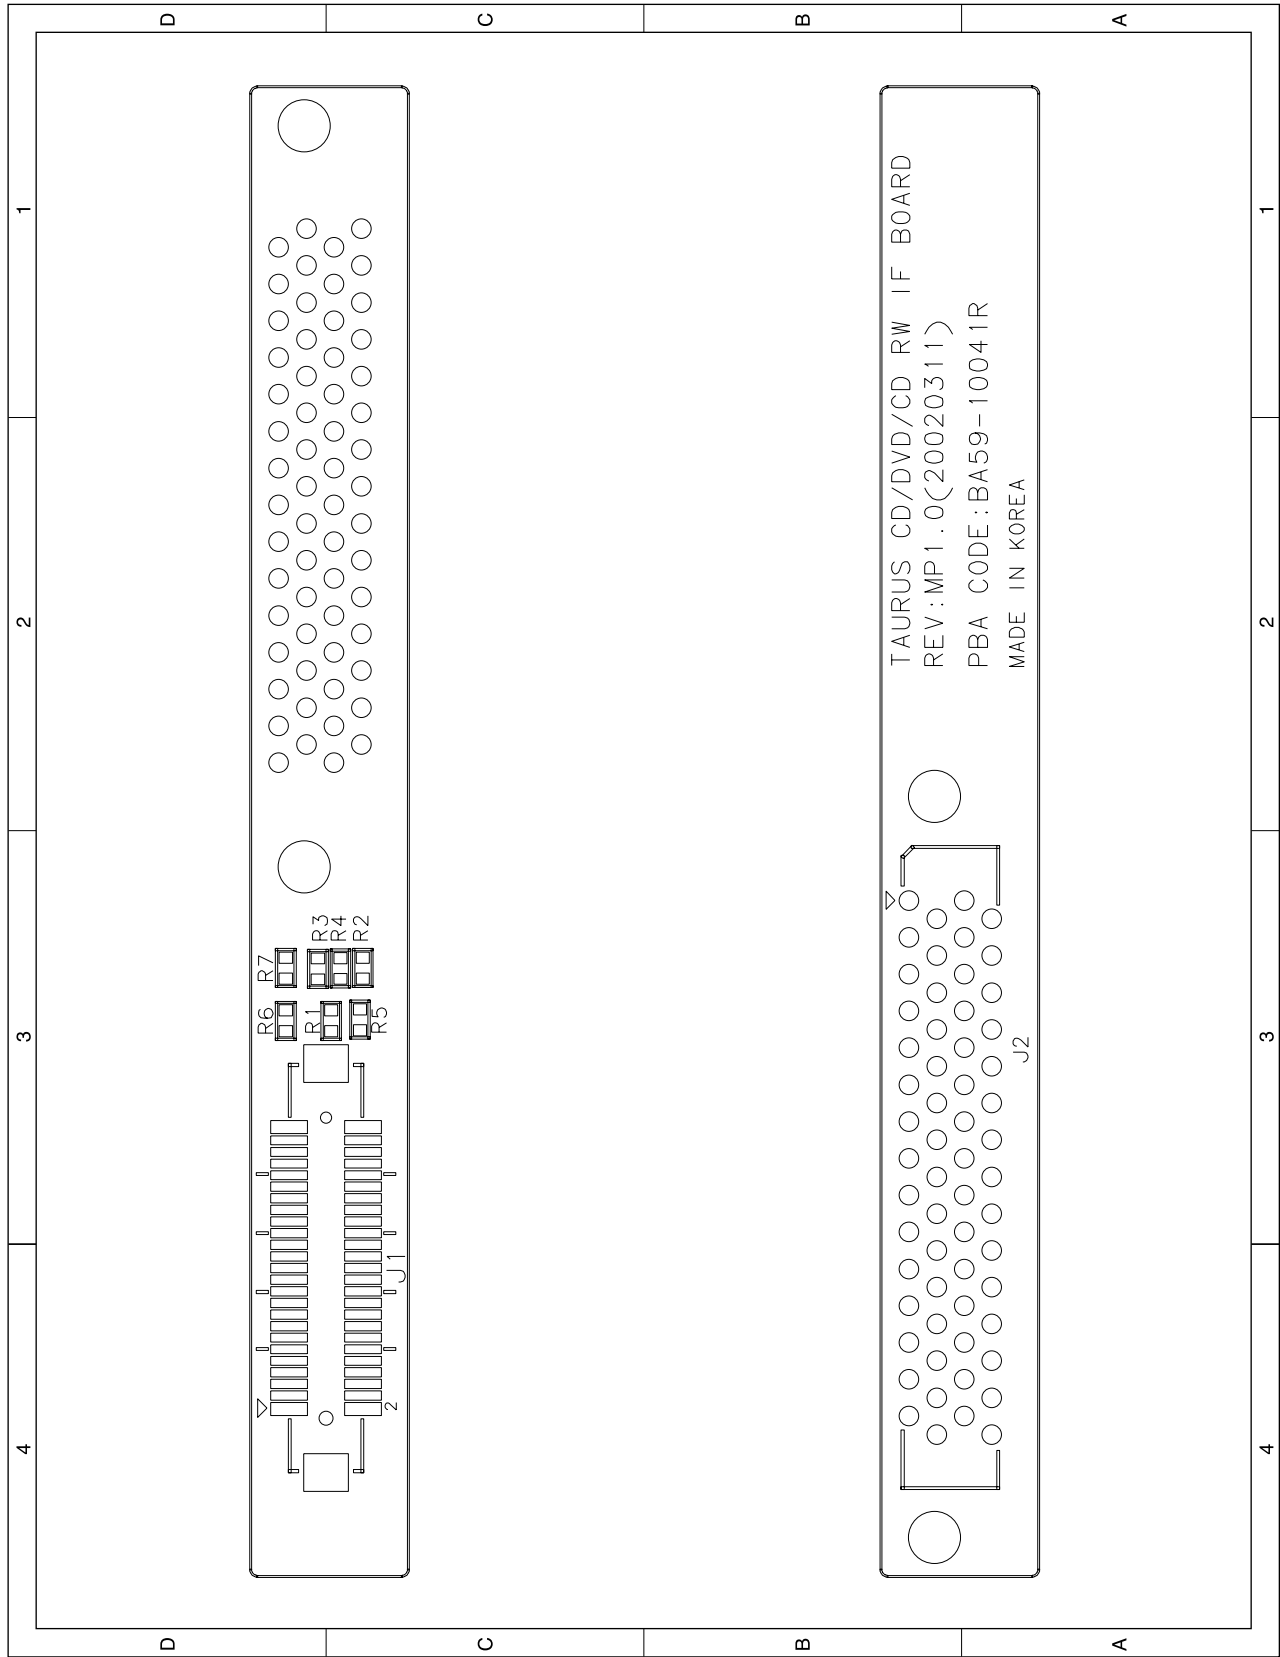 D C B A
1
2
3
4
R7
R3
R4
R2
R6
R1
R5
J1
2
TAURUS CD/DVD/CD RW IF BOARD
REV:MP1.0(20020311)
PBA CODE:BA59-10041R
MADE IN KOREA
J2
1
2
3
4
D C B A